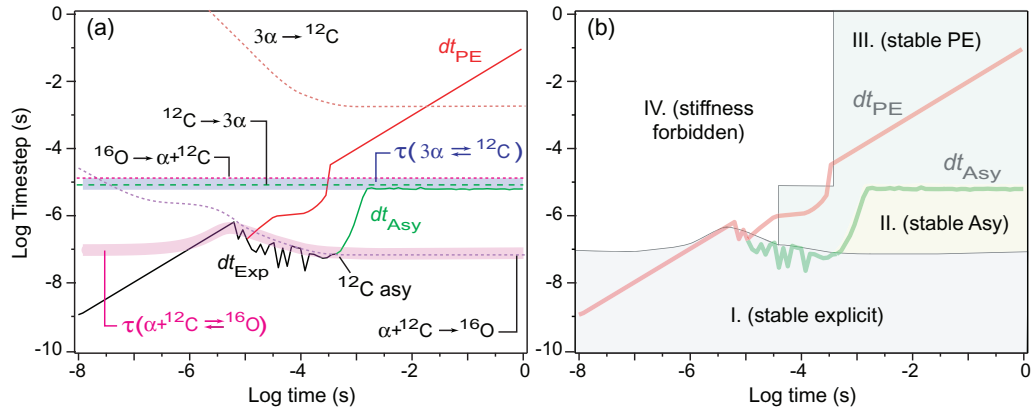 (a)
3α → ¹²C
dt_PE
¹²C → 3α
¹⁶O → α+¹²C
τ(3α ⇌ ¹²C)
dt_Asy
dt_Exp
¹²C asy
τ(α+¹²C ⇌ ¹⁶O)
α+¹²C → ¹⁶O
Log Timestep (s)
0
-2
-4
-6
-8
-10
-8
-6
-4
-2
0
Log time (s)
(b)
III. (stable PE)
IV. (stiffness
forbidden)
dt_PE
dt_Asy
II. (stable Asy)
I. (stable explicit)
0
-2
-4
-6
-8
-10
-8
-6
-4
-2
0
Log time (s)